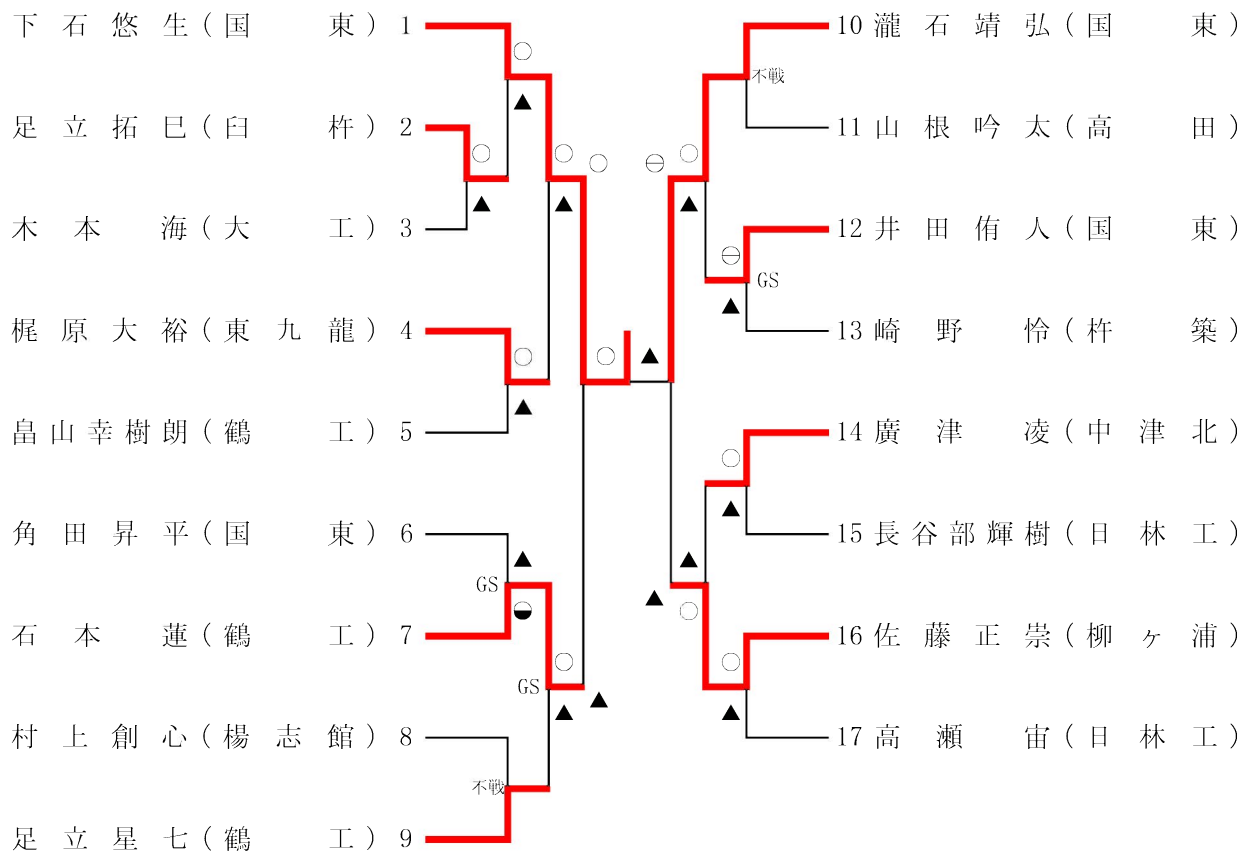 下石悠生(国東) 1
足立拓巳(臼杵) 2
木本海(大工) 3
梶原大裕(東九龍) 4
畠山幸樹朗(鶴工) 5
角田昇平(国東) 6
GS
石本蓮(鶴工) 7
GS
村上創心(楊志館) 8
不戦
足立星七(鶴工) 9
10 瀧石靖弘(国東)
不戦
11 山根吟太(高田)
12 井田侑人(国東)
GS
13 崎野怜(杵築)
14 廣津凌(中津北)
15 長谷部輝樹(日林工)
16 佐藤正崇(柳ヶ浦)
17 高瀬宙(日林工)